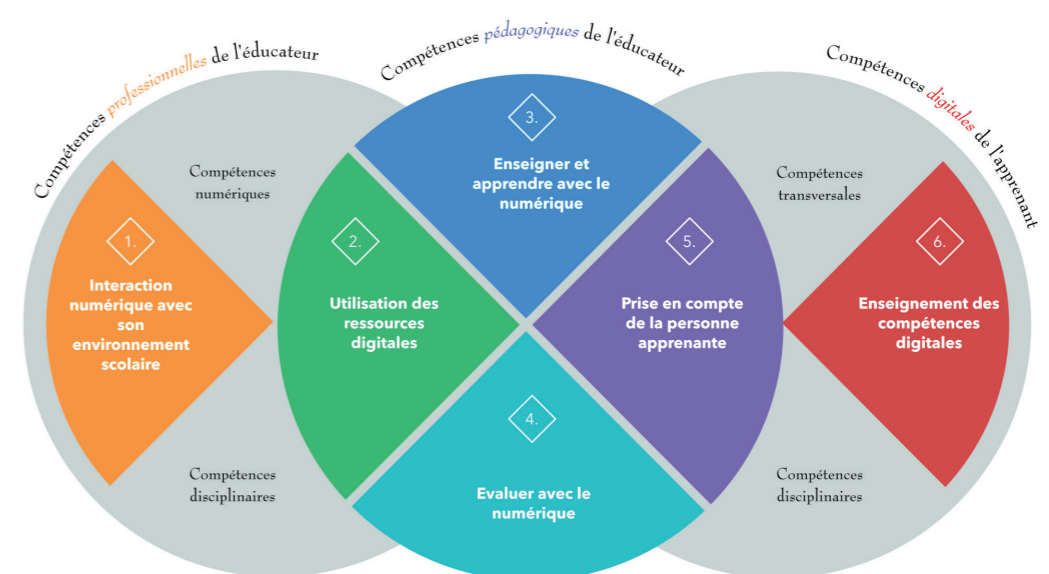 Compétences professionnelles de l'éducateur
Compétences pédagogiques de l'éducateur
Compétences digitales de l'apprenant
Compétences
numériques
Compétences
disciplinaires
1.
Interaction
numérique avec
son
environnement
scolaire
2.
Utilisation des
ressources
digitales
3.
Enseigner et
apprendre avec le
numérique
4.
Evaluer avec le
numérique
5.
Prise en compte
de la personne
apprenante
Compétences
transversales
Compétences
disciplinaires
6.
Enseignement des
compétences
digitales